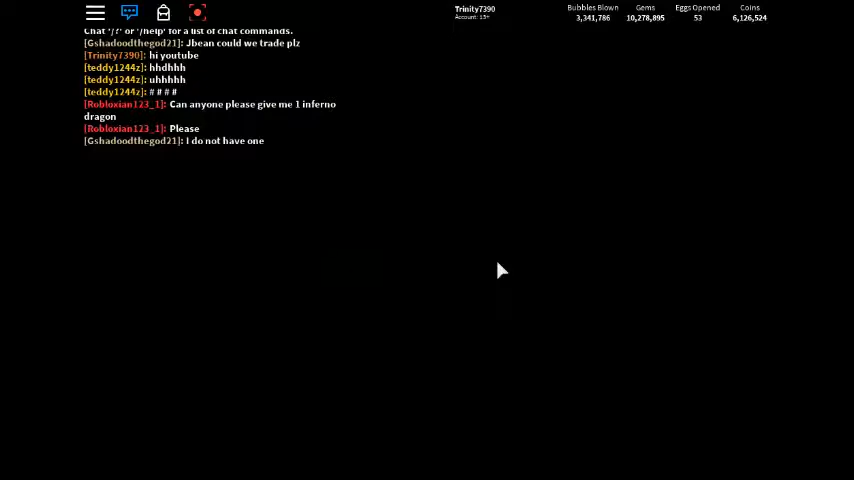 Trinity7390
Account: 13+
Bubbles Blown
3,341,786
Gems
10,278,895
Eggs Opened
53
Coins
6,126,524
Chat '/?' or '/help' for a list of chat commands.
[Gshadoodthegod21]: Jbean could we trade plz
[Trinity7390]: hi youtube
[teddy1244z]: hhdhhh
[teddy1244z]: uhhhhh
[teddy1244z]: # # # #
[Robloxian123_1]: Can anyone please give me 1 inferno
dragon
[Robloxian123_1]: Please
[Gshadoodthegod21]: I do not have one